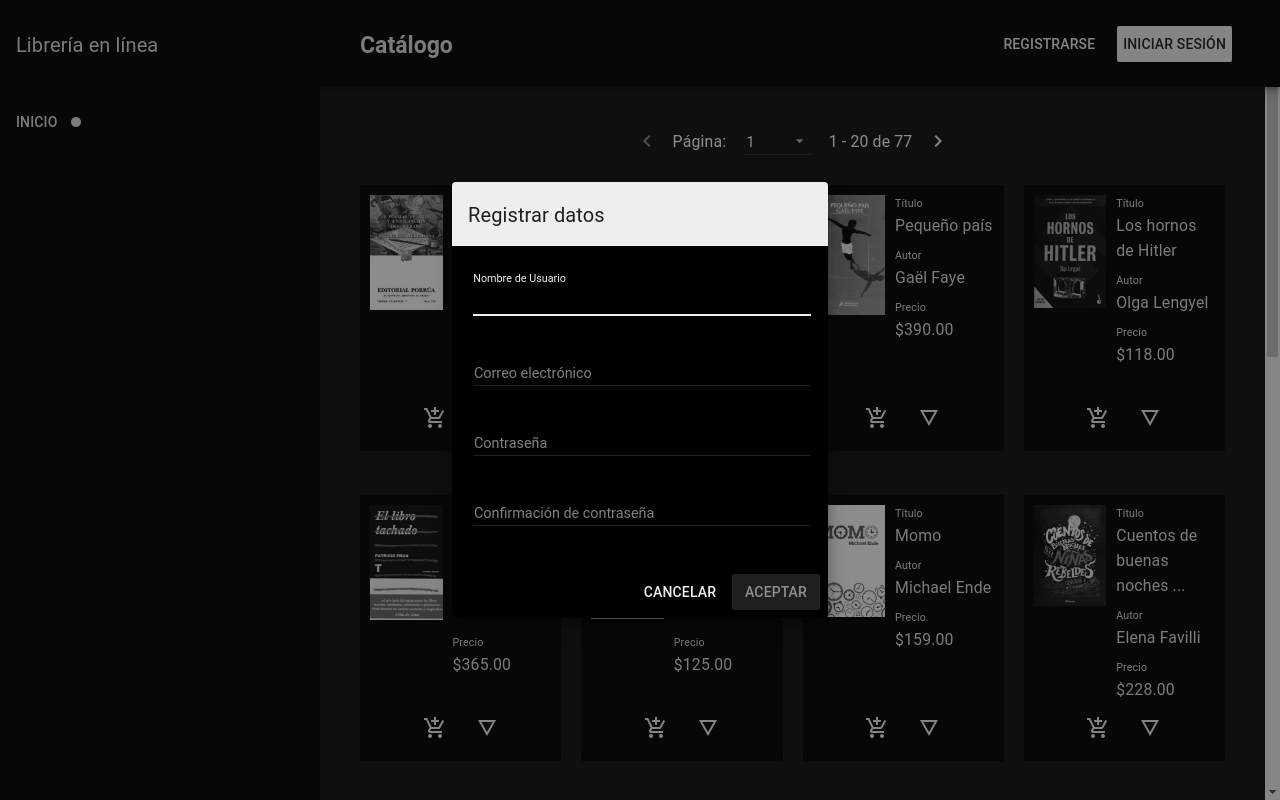 Librería en línea
Catálogo
REGISTRARSE
INICIAR SESIÓN
INICIO
Página:
1
1 - 20 de 77
EDITORIAL PORRÚA
Registrar datos
Nombre de Usuario
Correo electrónico
Contraseña
Confirmación de contraseña
CANCELAR
ACEPTAR
PEQUEÑO PAÍS
GAËL FAYE
Título
Pequeño país
Autor
Gaël Faye
Precio
$390.00
LOS
HORNOS
DE
HITLER
Olga Lengyel
Título
Los hornos
de Hitler
Autor
Olga Lengyel
Precio
$118.00
El libro
tachado
PATRICIO PRON
T
Precio
$365.00
Precio
$125.00
MOMO
Michael Ende
Título
Momo
Autor
Michael Ende
Precio
$159.00
CUENTOS DE
BUENAS
NOCHES
NIÑAS
REBELDES
Título
Cuentos de
buenas
noches ...
Autor
Elena Favilli
Precio
$228.00